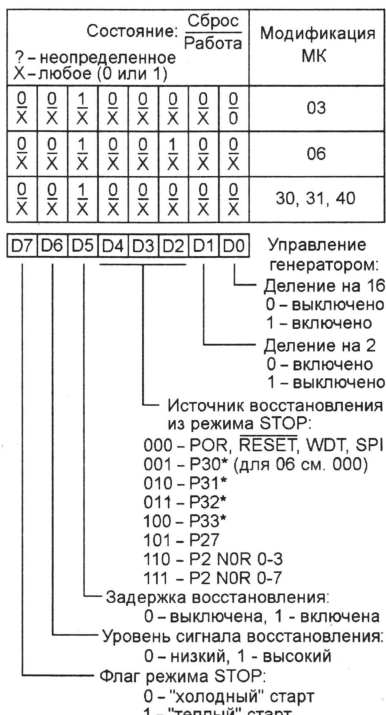 Состояние: Сброс
Работа
? – неопределенное
Х – любое (0 или 1)
Модификация
МК
0 0 1 0 0 0 0 0
Х Х Х Х Х Х Х 0
03
0 0 1 0 0 1 0 0
Х Х Х Х Х Х Х Х
06
0 0 1 0 0 0 0 0
Х Х Х Х Х Х Х Х
30, 31, 40
D7 D6 D5 D4 D3 D2 D1 D0
Управление
генератором:
Деление на 16
0 – выключено
1 – включено
Деление на 2
0 – включено
1 – выключено
Источник восстановления
из режима STOP:
000 – POR, RESET, WDT, SPI
001 – P30* (для 06 см. 000)
010 – P31*
011 – P32*
100 – P33*
101 – P27
110 – P2 N0R 0-3
111 – P2 N0R 0-7
Задержка восстановления:
0 – выключена, 1 - включена
Уровень сигнала восстановления:
0 – низкий, 1 - высокий
Флаг режима STOP:
0 – "холодный" старт
1 – "теплый" старт